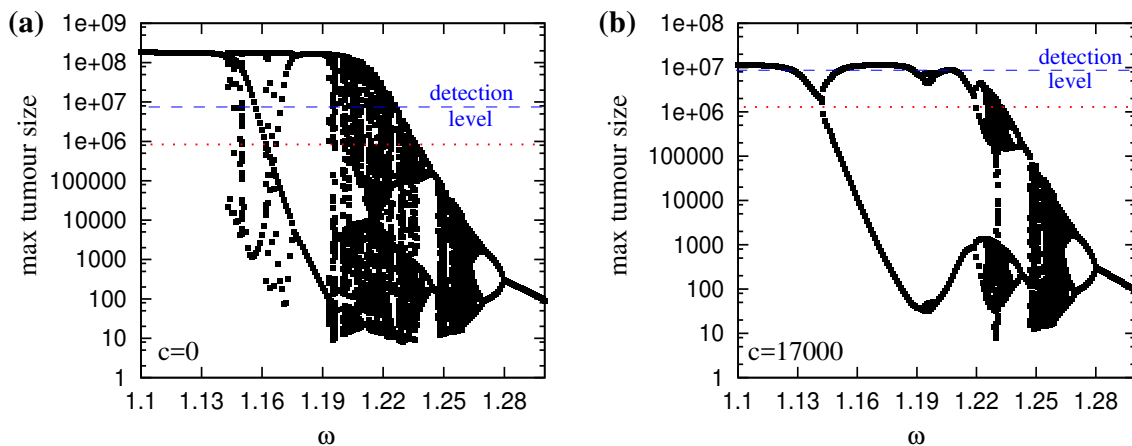 (a)
1e+09
1e+08
1e+07
1e+06
100000
10000
1000
100
10
1
max tumour size
detection
level
c=0
1.1 1.13 1.16 1.19 1.22 1.25 1.28
ω
(b)
1e+08
1e+07
1e+06
100000
10000
1000
100
10
1
max tumour size
detection
level
c=17000
1.1 1.13 1.16 1.19 1.22 1.25 1.28
ω